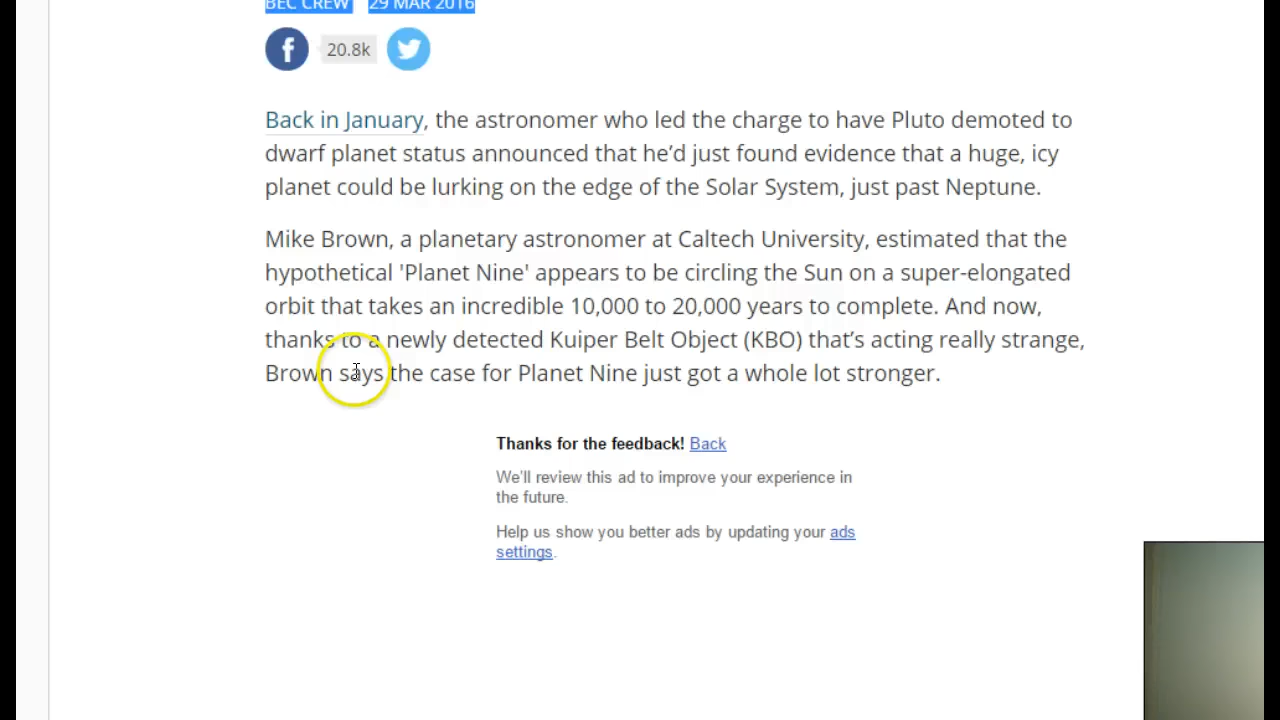 BEC CREW 29 MAR 2016
f 20.8k
Back in January, the astronomer who led the charge to have Pluto demoted to
dwarf planet status announced that he’d just found evidence that a huge, icy
planet could be lurking on the edge of the Solar System, just past Neptune.
Mike Brown, a planetary astronomer at Caltech University, estimated that the
hypothetical 'Planet Nine' appears to be circling the Sun on a super-elongated
orbit that takes an incredible 10,000 to 20,000 years to complete. And now,
thanks to a newly detected Kuiper Belt Object (KBO) that’s acting really strange,
Brown says the case for Planet Nine just got a whole lot stronger.
Thanks for the feedback! Back
We'll review this ad to improve your experience in
the future.
Help us show you better ads by updating your ads
settings.